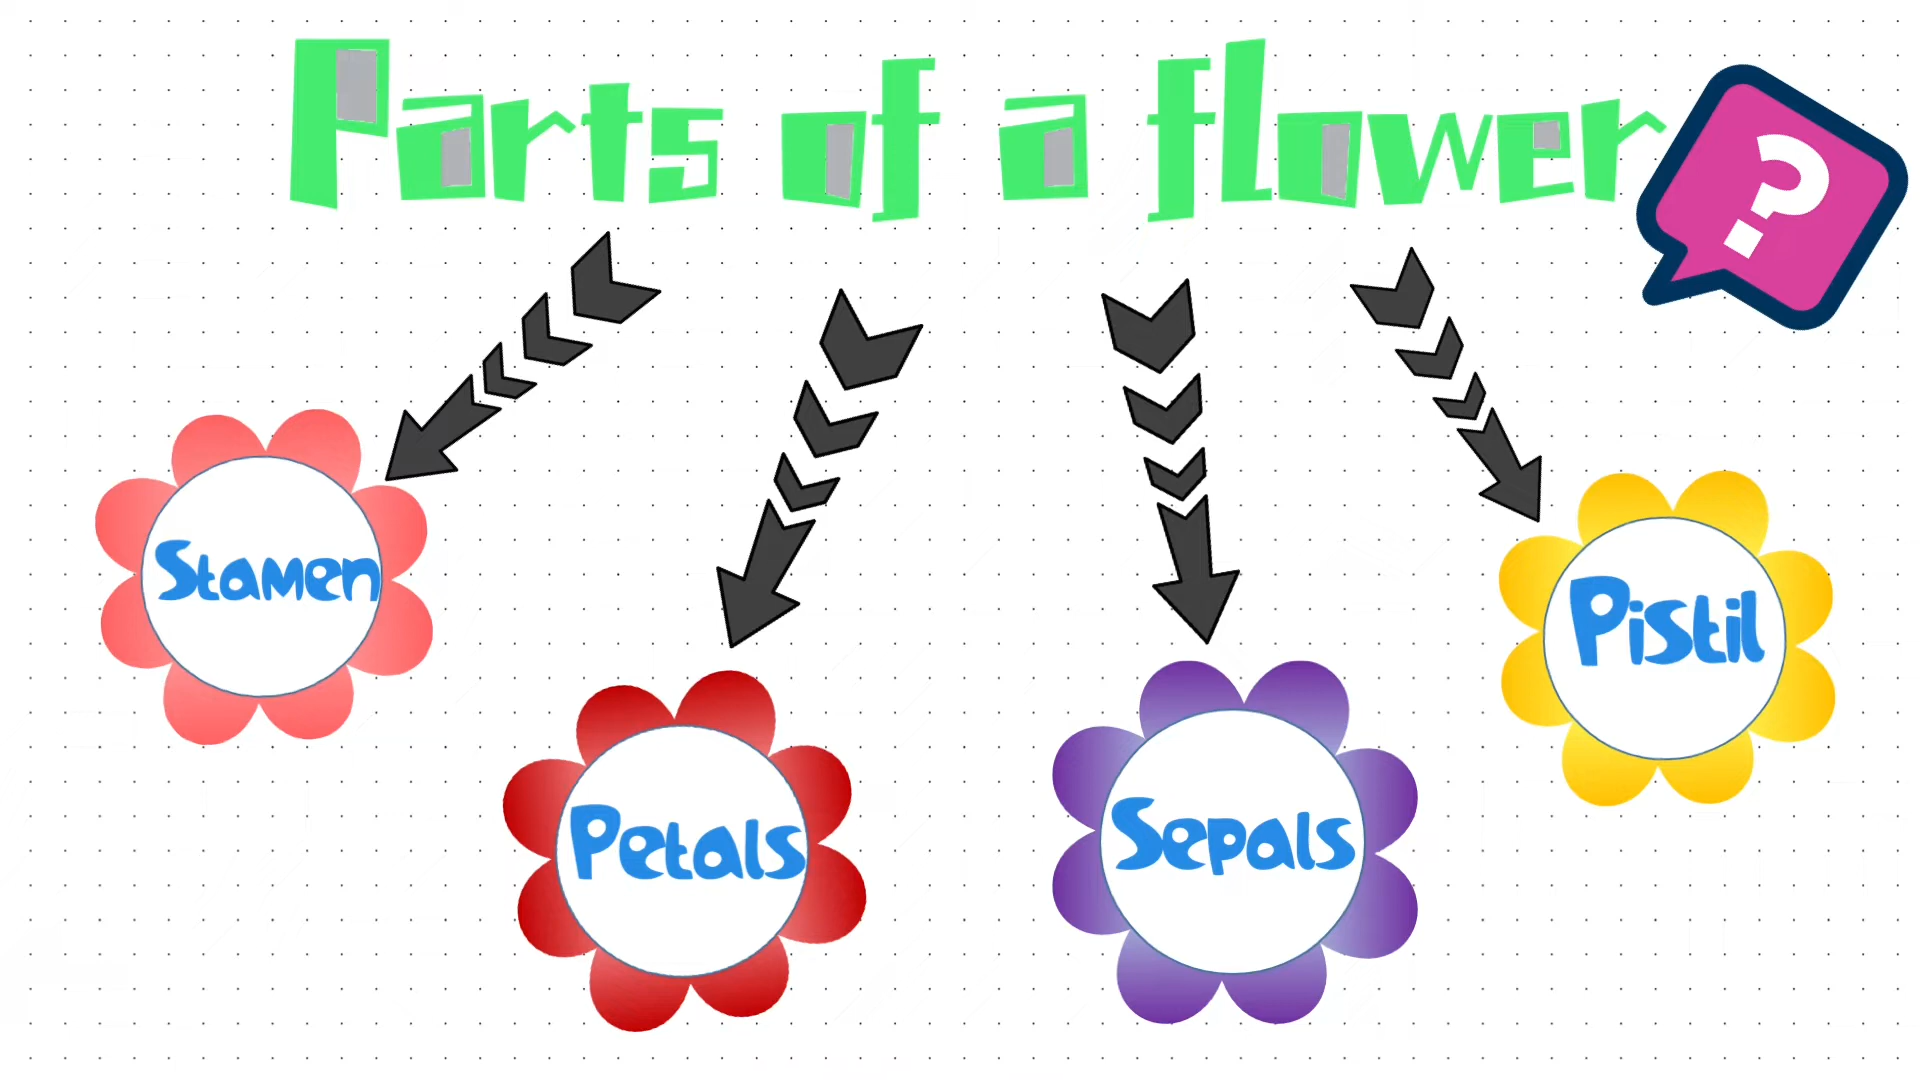 Parts of a flower
?
Stamen
Petals
Sepals
Pistil